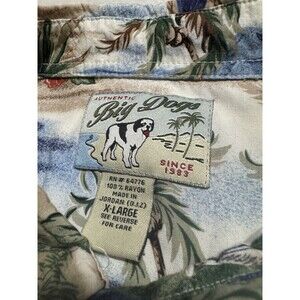 AUTHENTIC
Big Dogs
SINCE
1983
RN# 64776
100% RAYON
MADE IN
JORDAN (Q.I.Z)
X-LARGE
SEE REVERSE
FOR CARE